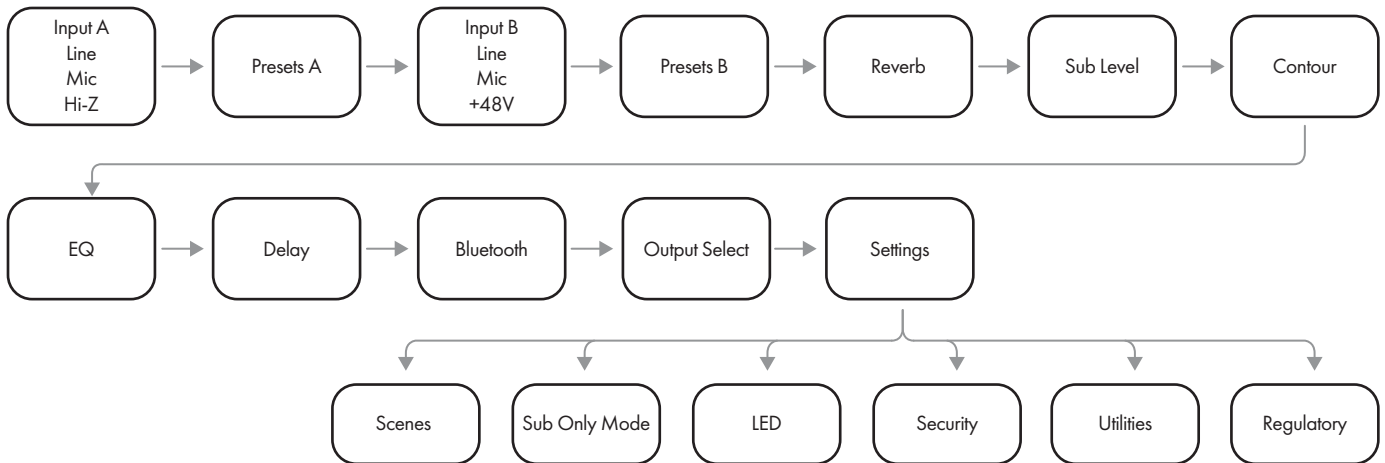 Input A
Line
Mic
Hi-Z
Presets A
Input B
Line
Mic
+48V
Presets B
Reverb
Sub Level
Contour
EQ
Delay
Bluetooth
Output Select
Settings
Scenes
Sub Only Mode
LED
Security
Utilities
Regulatory